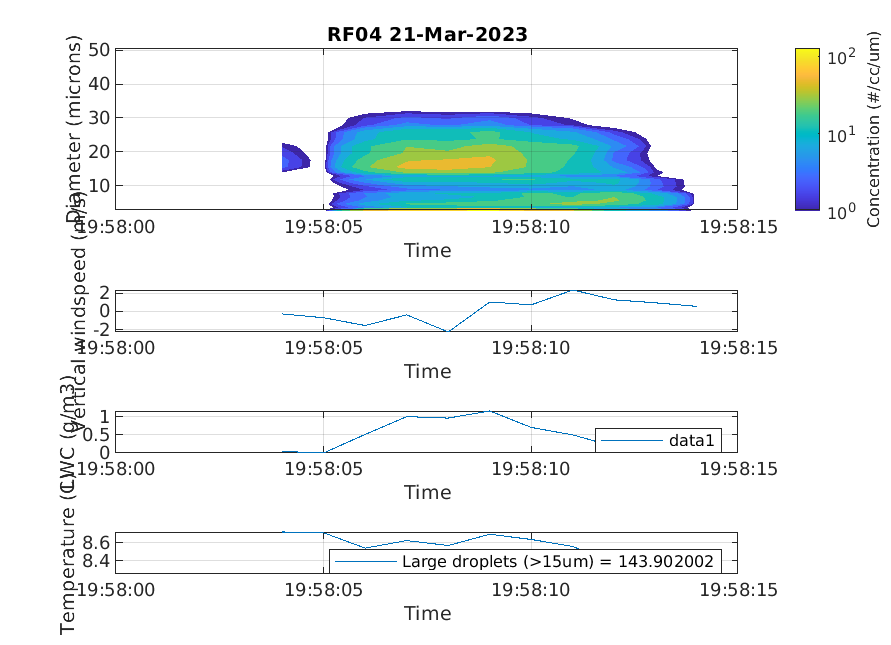 RF04 21-Mar-2023
50
40
30
20
10
Diameter (microns)
19:58:00 19:58:05 19:58:10 19:58:15
Time
10^2
10^1
10^0
Concentration (#/cc/um)
2
0
-2
Vertical windspeed (m/s)
19:58:00 19:58:05 19:58:10 19:58:15
Time
1
0.5
0
LWC (g/m3)
data1
19:58:00 19:58:05 19:58:10 19:58:15
Time
8.6
8.4
Temperature (C)
Large droplets (>15um) = 143.902002
19:58:00 19:58:05 19:58:10 19:58:15
Time